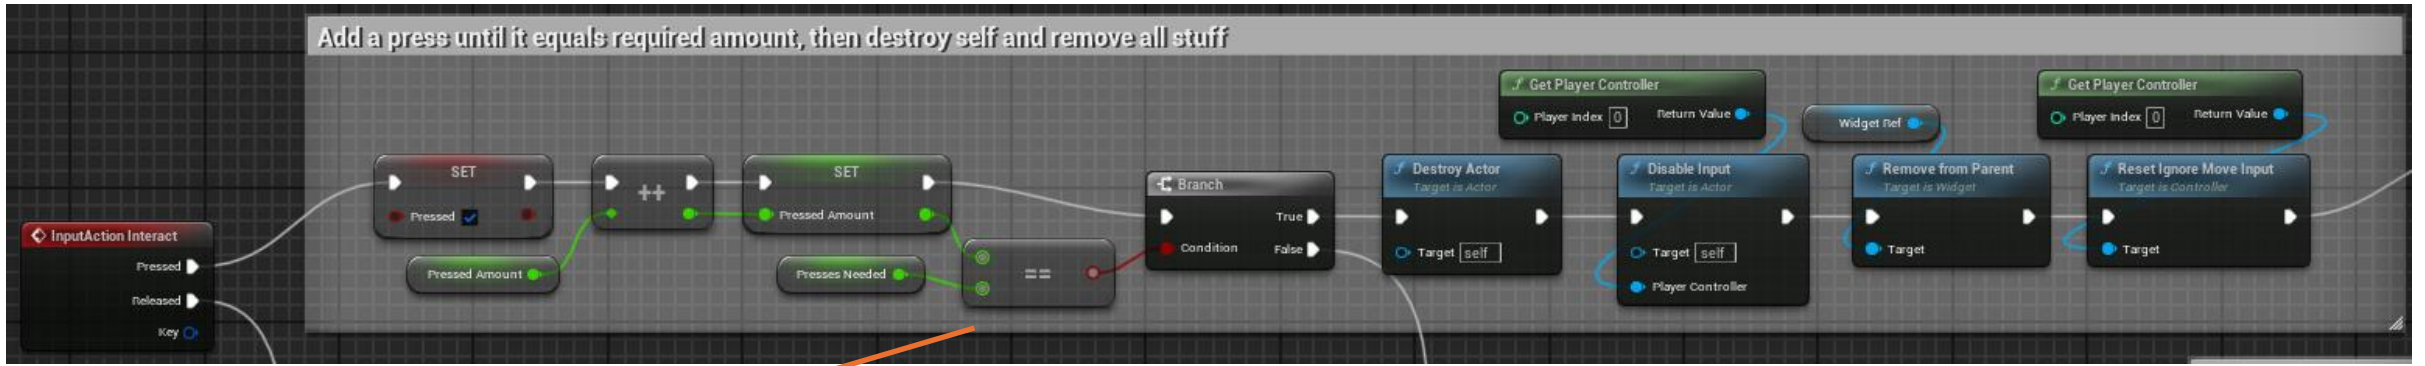 Add a press until it equals required amount, then destroy self and remove all stuff
InputAction Interact
Pressed
Released
Key
SET
Pressed
Pressed Amount
++
SET
Pressed Amount
Presses Needed
==
Branch
True
Condition
False
Destroy Actor
Target is Actor
Target self
Get Player Controller
Player Index 0
Return Value
Disable Input
Target is Actor
Target self
Player Controller
Widget Ref
Remove from Parent
Target is Widget
Target
Get Player Controller
Player Index 0
Return Value
Reset Ignore Move Input
Target is Controller
Target